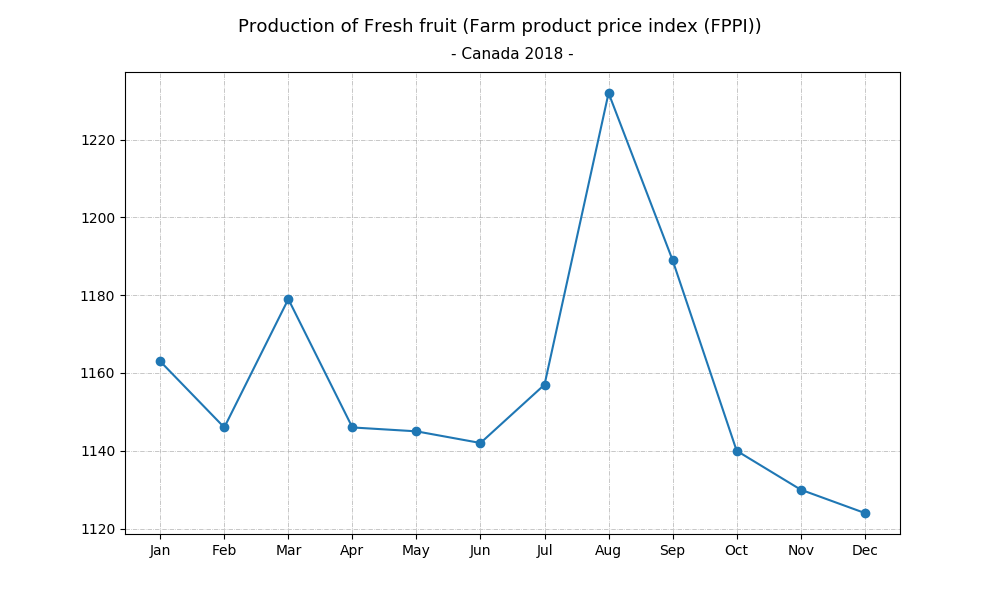 Production of Fresh fruit (Farm product price index (FPPI))
- Canada 2018 -
1220
1200
1180
1160
1140
1120
Jan Feb Mar Apr May Jun Jul Aug Sep Oct Nov Dec